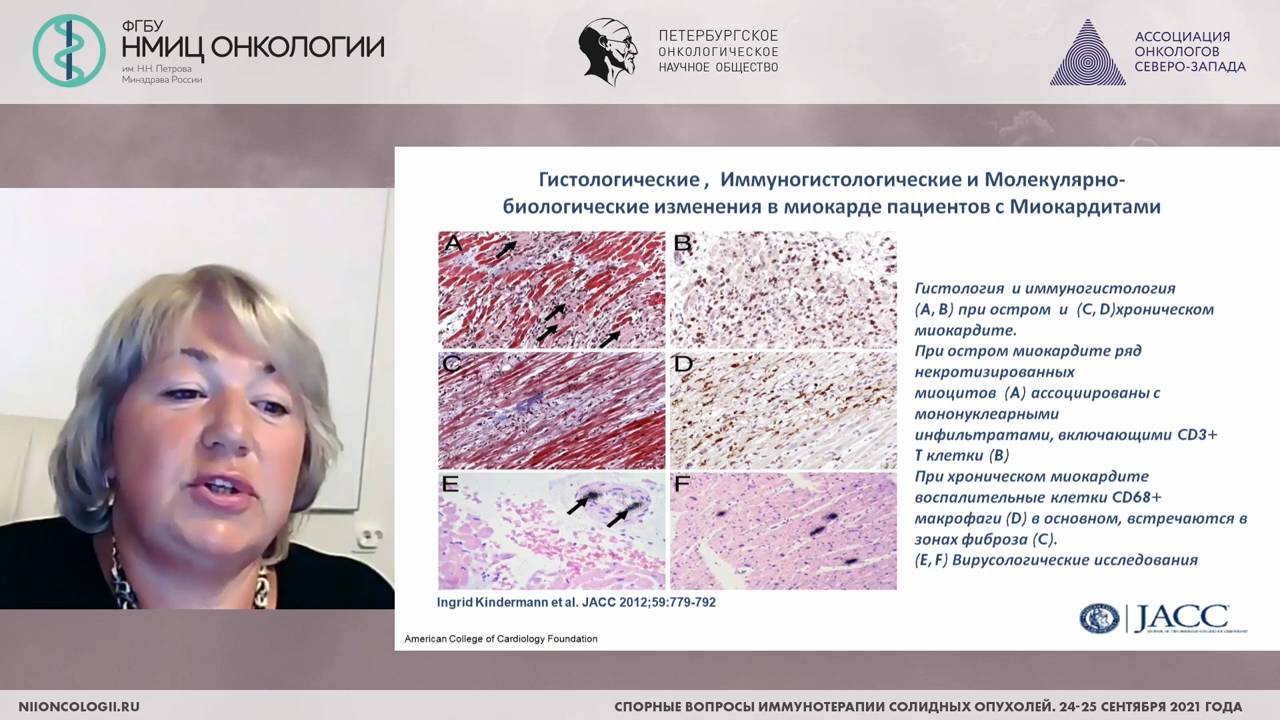 ФГБУ
НМИЦ ОНКОЛОГИИ
им. Н.Н. Петрова
Минздрава России
ПЕТЕРБУРГСКОЕ
ОНКОЛОГИЧЕСКОЕ
НАУЧНОЕ ОБЩЕСТВО
АССОЦИАЦИЯ
ОНКОЛОГОВ
СЕВЕРО-ЗАПАДА
Гистологические , Иммуногистологические и Молекулярно-
биологические изменения в миокарде пациентов с Миокардитами
A
B
C
D
E
F
Гистология и иммуногистология
(А, В) при остром и (С, D)хроническом
миокардите.
При остром миокардите ряд
некротизированных
миоцитов (А) ассоциированы с
мононуклеарными
инфильтратами, включающими CD3+
Т клетки (В)
При хроническом миокардите
воспалительные клетки CD68+
макрофаги (D) в основном, встречаются в
зонах фиброза (С).
(E, F) Вирусологические исследования
Ingrid Kindermann et al. JACC 2012;59:779-792
American College of Cardiology Foundation
JACC
NIIONCOLOGII.RU
СПОРНЫЕ ВОПРОСЫ ИММУНОТЕРАПИИ СОЛИДНЫХ ОПУХОЛЕЙ. 24-25 СЕНТЯБРЯ 2021 ГОДА